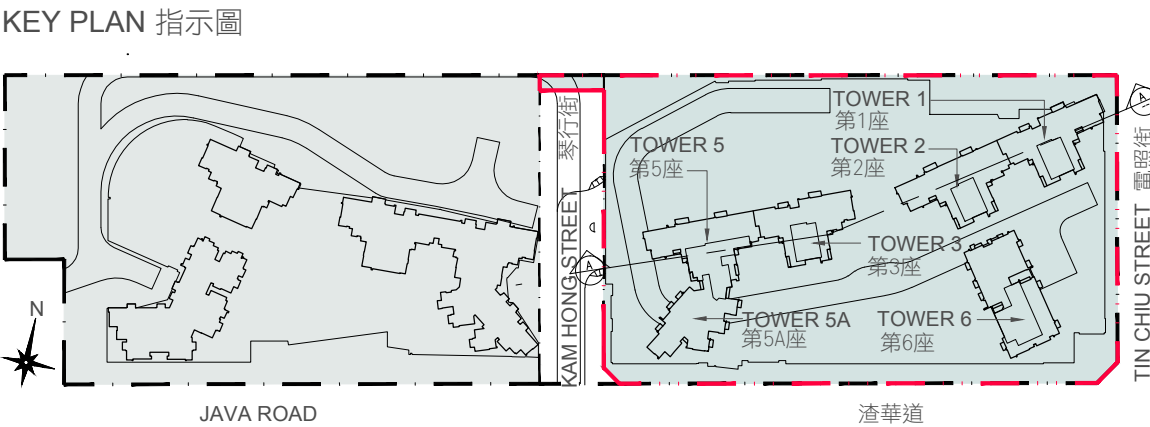 KEY PLAN 指示圖
TOWER 1
第1座
TOWER 2
第2座
TOWER 5
第5座
TOWER 3
第3座
TOWER 5A
第5A座
TOWER 6
第6座
琴行街
KAM HONG STREET
TIN CHIU STREET 電照街
A
A
N
JAVA ROAD
渣華道